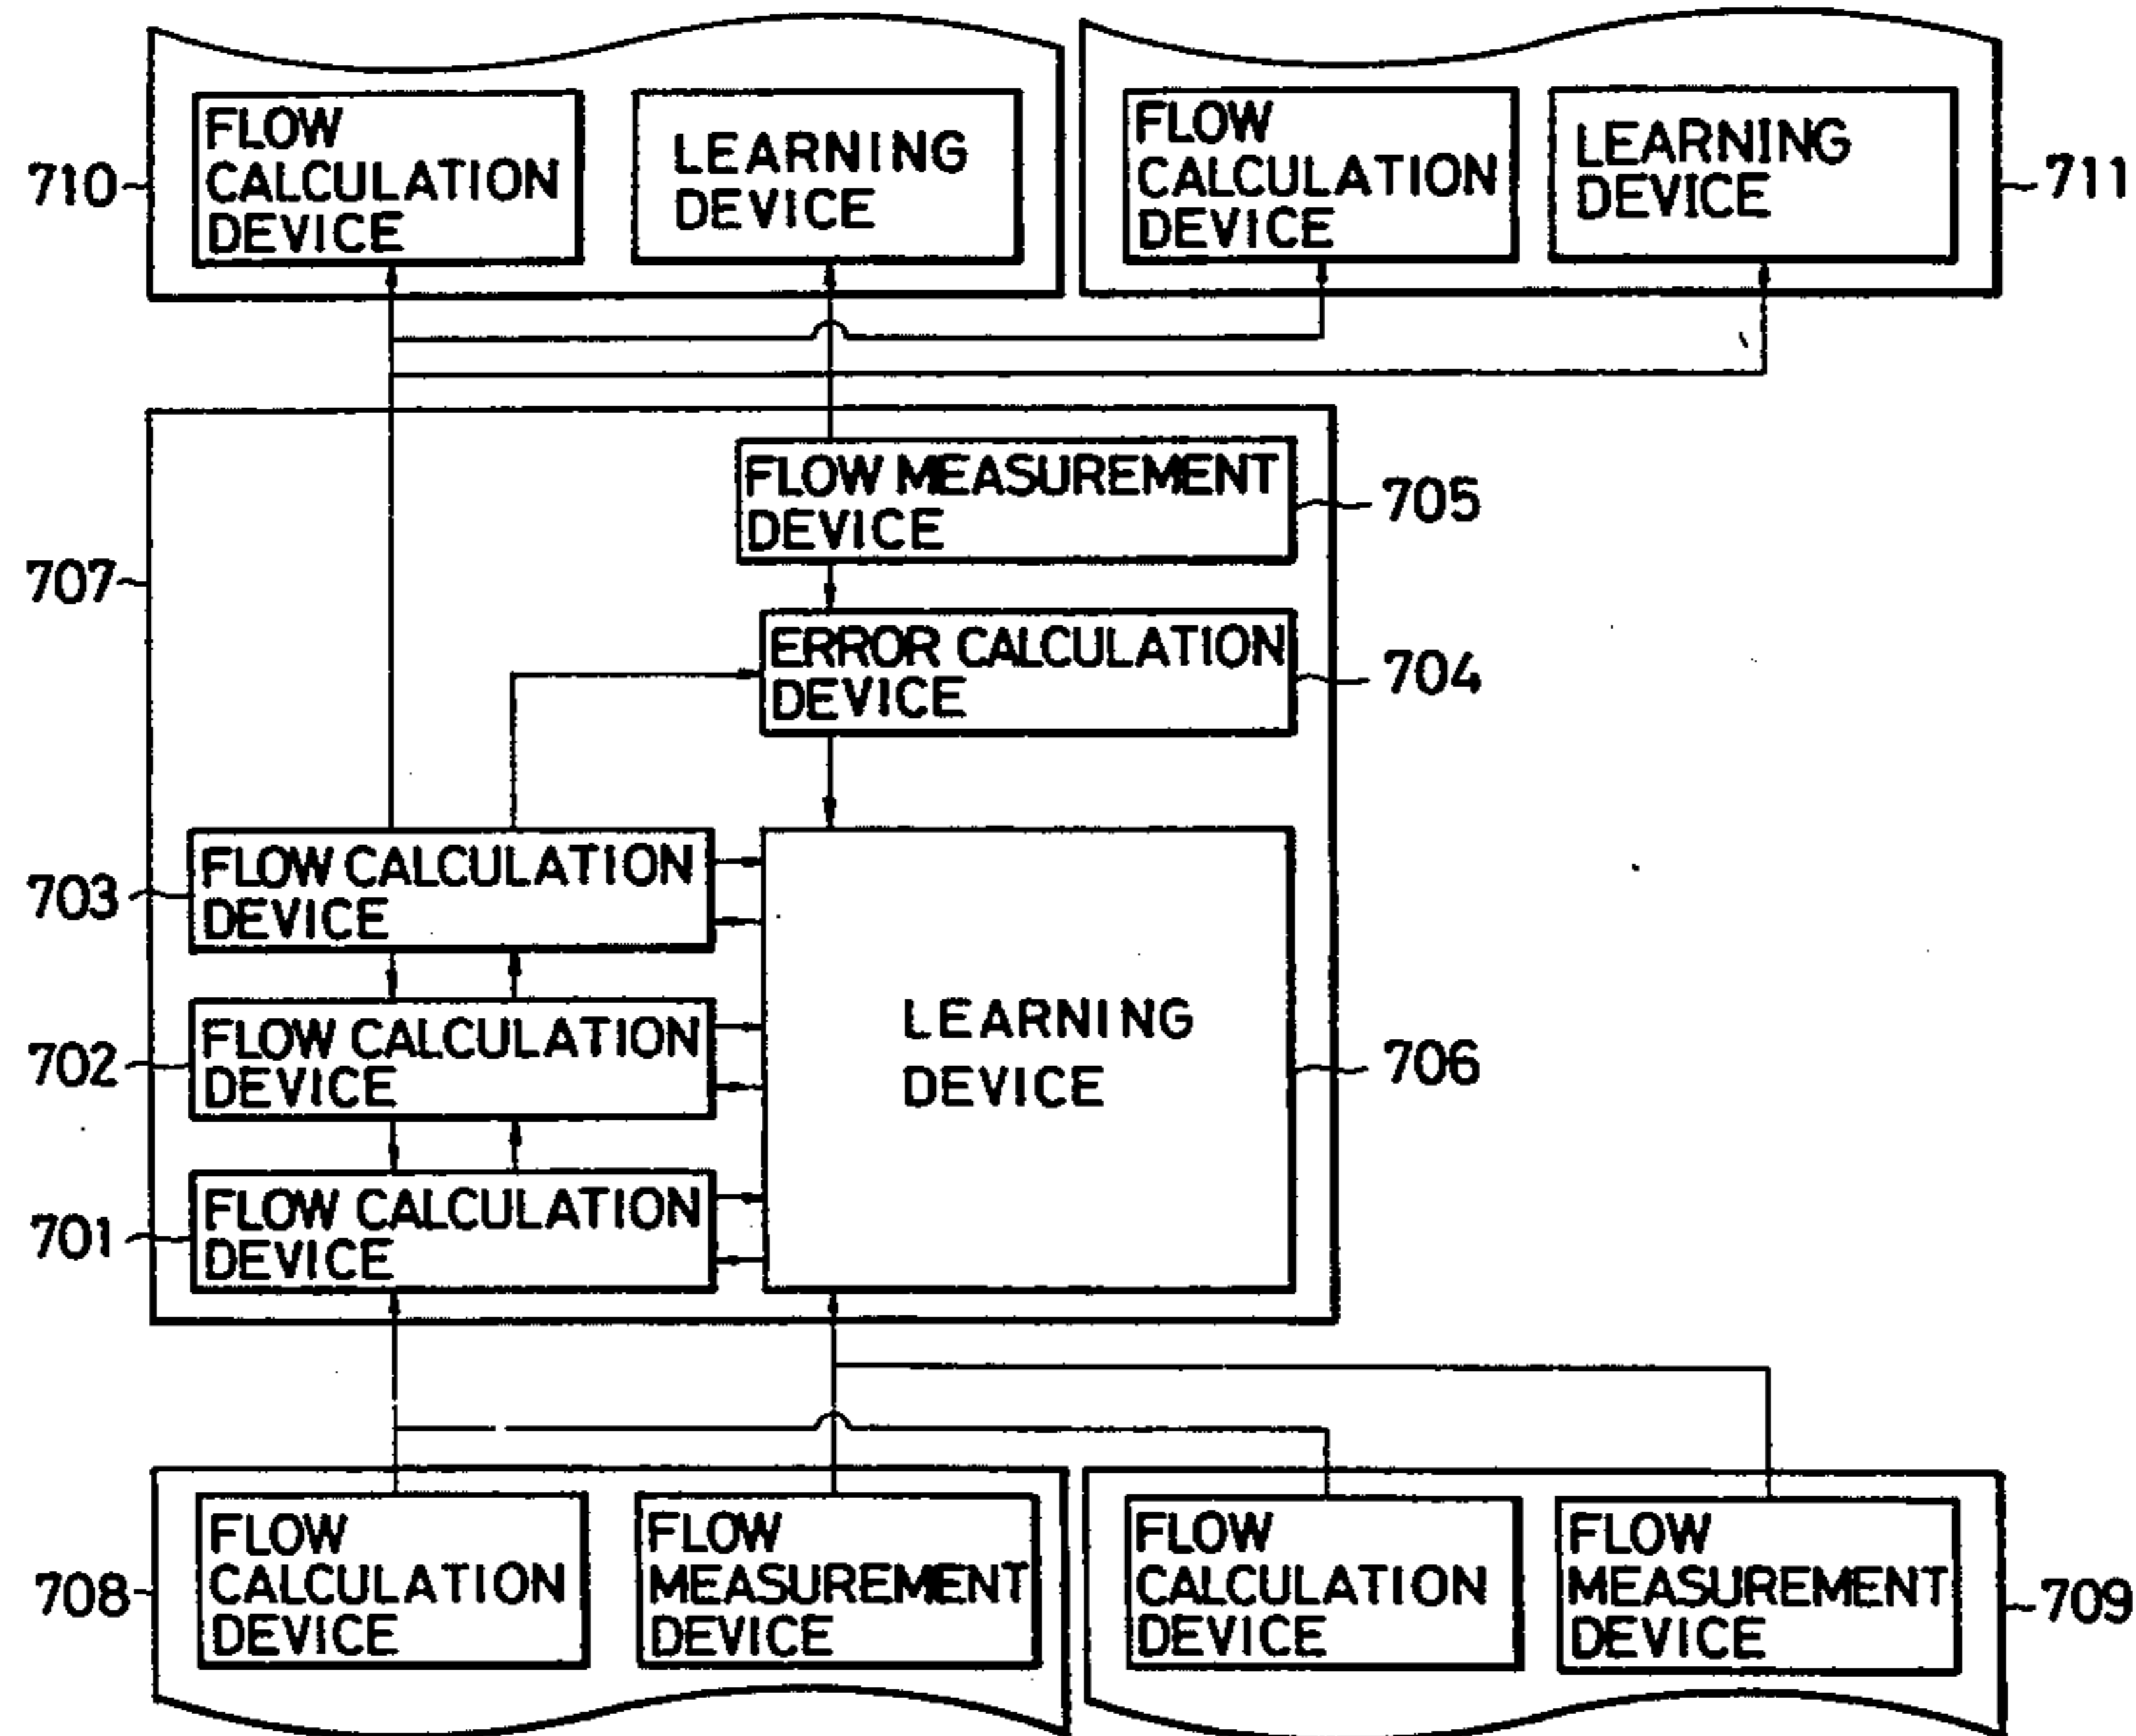 FLOW
CALCULATION
DEVICE
LEARNING
DEVICE
710
FLOW
CALCULATION
DEVICE
LEARNING
DEVICE
711
FLOW MEASUREMENT
DEVICE
705
707
ERROR CALCULATION
DEVICE
704
FLOW CALCULATION
DEVICE
703
FLOW CALCULATION
DEVICE
702
LEARNING
DEVICE
706
FLOW CALCULATION
DEVICE
701
FLOW
CALCULATION
DEVICE
708
FLOW
MEASUREMENT
DEVICE
FLOW
CALCULATION
DEVICE
FLOW
MEASUREMENT
DEVICE
709